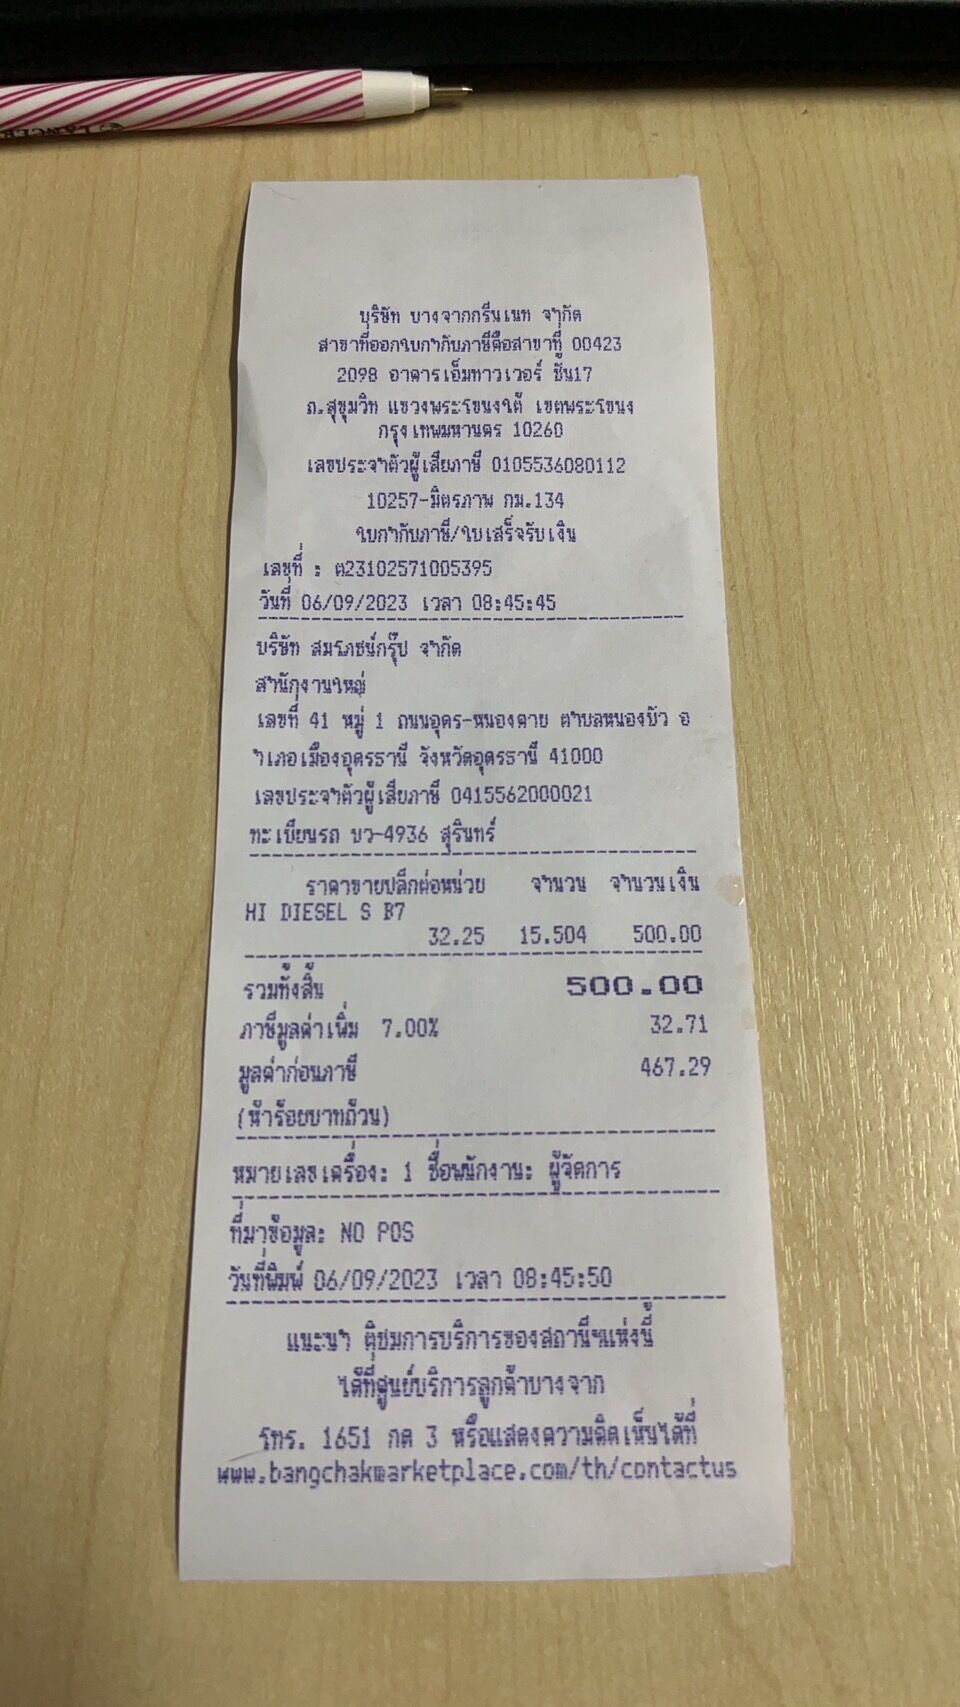 บริษัท บางจากกรีนเนท จำกัด
สาขาที่ออกใบกำกับภาษีคือสาขาที่ 00423
2098 อาคารเอ็มทาวเวอร์ ชั้น17
ถ.สุขุมวิท แขวงพระโขนงใต้ เขตพระโขนง
กรุงเทพมหานคร 10260
เลขประจำตัวผู้เสียภาษี 0105536080112
10257-มิตรภาพ กม.134
ใบกำกับภาษี/ใบเสร็จรับเงิน
เลขที่ : ต23102571005395
วันที่ 06/09/2023 เวลา 08:45:45
บริษัท สมโภชน์กรุ๊ป จำกัด
สำนักงานใหญ่
เลขที่ 41 หมู่ 1 ถนนอุดร-หนองคาย ตำบลหนองบัว อ
ำเภอเมืองอุดรธานี จังหวัดอุดรธานี 41000
เลขประจำตัวผู้เสียภาษี 0415562000021
ทะเบียนรถ บว-4936 สุรินทร์
ราคาขายปลีกต่อหน่วย จำนวน จำนวนเงิน
HI DIESEL S B7
32.25 15.504 500.00
รวมทั้งสิ้น 500.00
ภาษีมูลค่าเพิ่ม 7.00% 32.71
มูลค่าก่อนภาษี 467.29
(ห้าร้อยบาทถ้วน)
หมายเลขเครื่อง: 1 ชื่อพนักงาน: ผู้จัดการ
ที่มาข้อมูล: NO POS
วันที่พิมพ์ 06/09/2023 เวลา 08:45:50
แนะนำ ติชมการบริการของสถานีฯแห่งนี้
ได้ที่ศูนย์บริการลูกค้าบางจาก
โทร. 1651 กด 3 หรือแสดงความคิดเห็นได้ที่
www.bangchakmarketplace.com/th/contactus